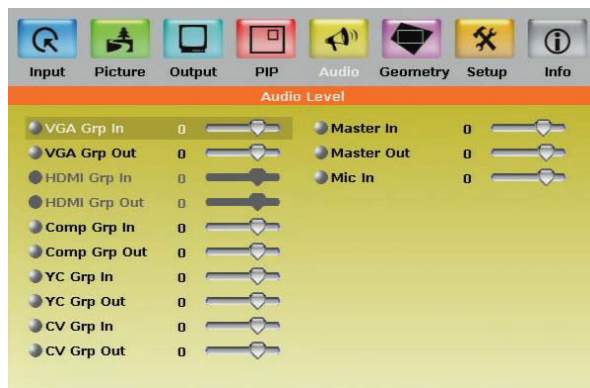 Input Picture Output PIP Audio Geometry Setup Info
Audio Level
VGA Grp In 0
VGA Grp Out 0
HDMI Grp In 0
HDMI Grp Out 0
Comp Grp In 0
Comp Grp Out 0
YC Grp In 0
YC Grp Out 0
CV Grp In 0
CV Grp Out 0
Master In 0
Master Out 0
Mic In 0